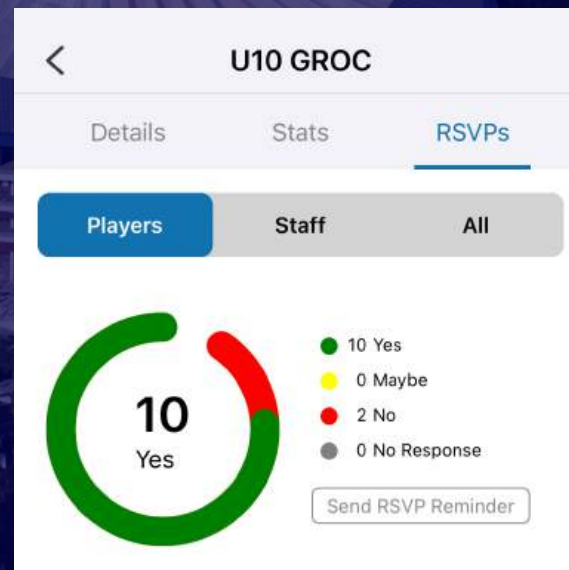 U10 GROC
Details Stats RSVPs
Players Staff All
10
Yes
10 Yes
0 Maybe
2 No
0 No Response
Send RSVP Reminder